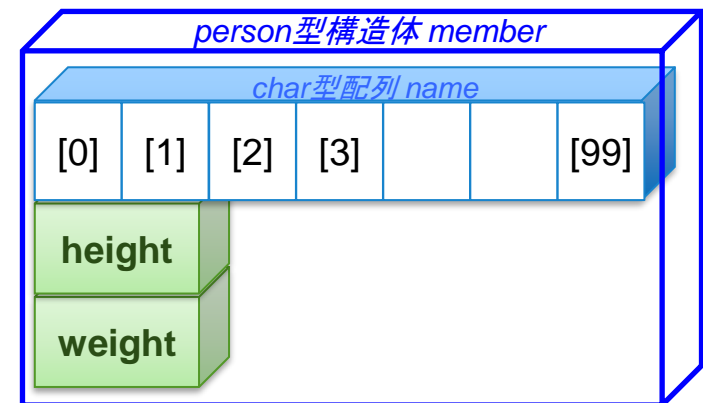 person型構造体 member
char型配列 name
[0] [1] [2] [3] [99]
height
weight